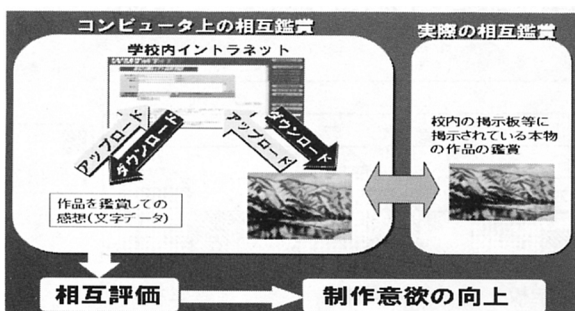 コンピュータ上の相互鑑賞
学校内イントラネット
アップロード
ダウンロード
アップロード
ダウンロード
作品を鑑賞しての
感想(文字データ)
実際の相互鑑賞
校内の掲示板等に
掲示されている本物
の作品の鑑賞
相互評価
制作意欲の向上